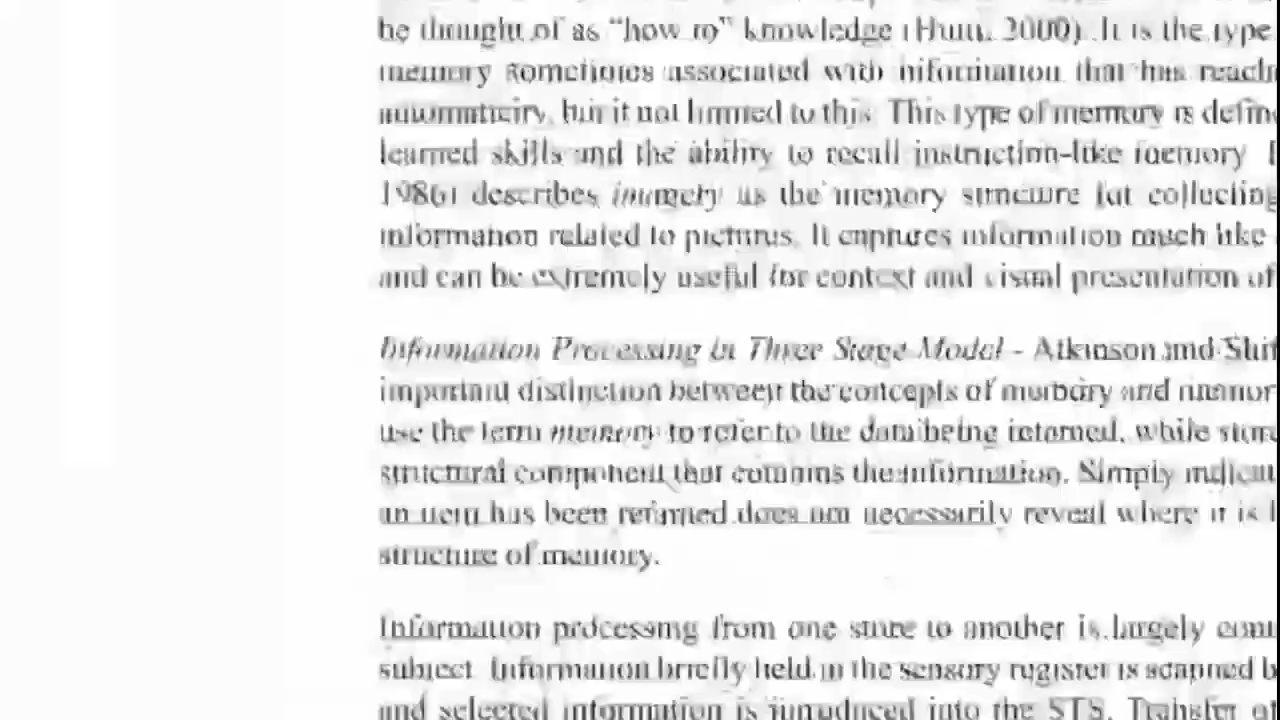 be thought of as "how to" knowledge (Huitt, 2000). It is the type
memory sometimes associated with information that has
automaticity, but it not limited to this. This type of memory is
learned skills and the ability to recall instruction-like memory
1986) describes imagery as the memory structure for collecting
information related to pictures. It captures information much like
and can be extremely useful for context and visual presentation of
Information Processing in Three Stage Model - Atkinson and
important distinction between the concepts of memory and
use the term memory to refer to the data being retained, while
structural component that contains the information. Simply
an item has been retained does not necessarily reveal where it is
structure of memory.
Information processing from one store to another is largely
subject. Information briefly held in the sensory register is scanned
and selected information is introduced into the STS. Transfer of